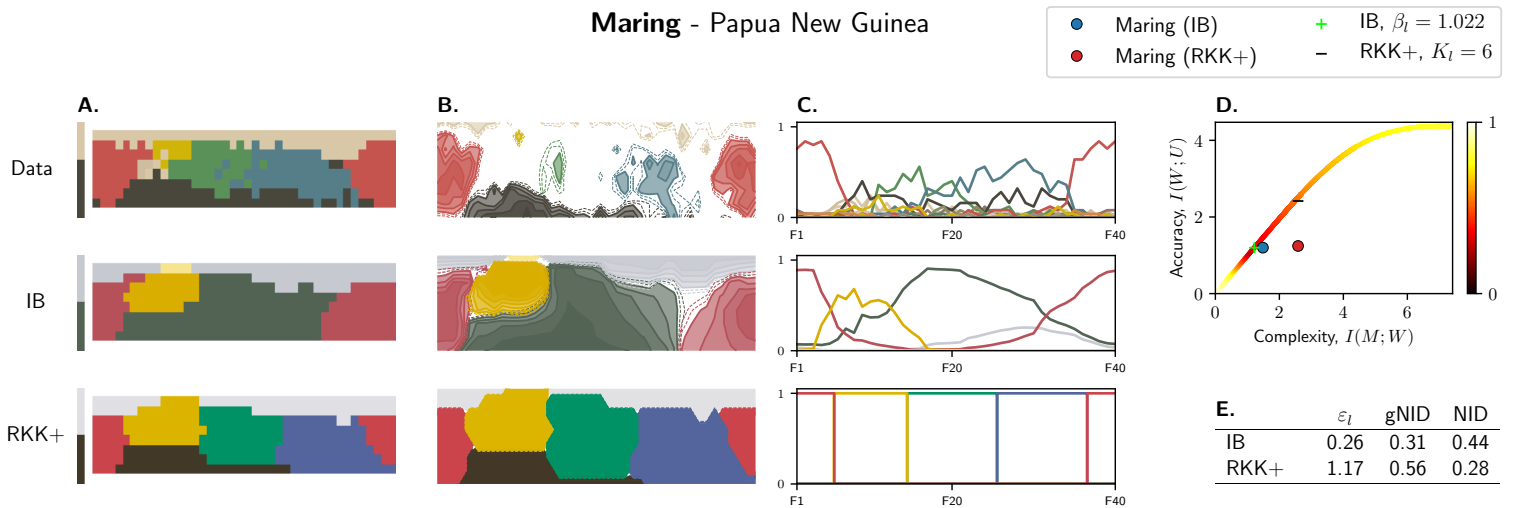 Maring - Papua New Guinea
Maring (IB)
Maring (RKK+)
IB, β_l = 1.022
RKK+, K_l = 6
A.
B.
C.
D.
Data
IB
RKK+
1
0
F1
F20
F40
1
0
F1
F20
F40
1
0
F1
F20
F40
Accuracy, I(W; U)
4
2
0
0
2
4
6
Complexity, I(M; W)
1
0
E.
ε_l gNID NID
IB 0.26 0.31 0.44
RKK+ 1.17 0.56 0.28